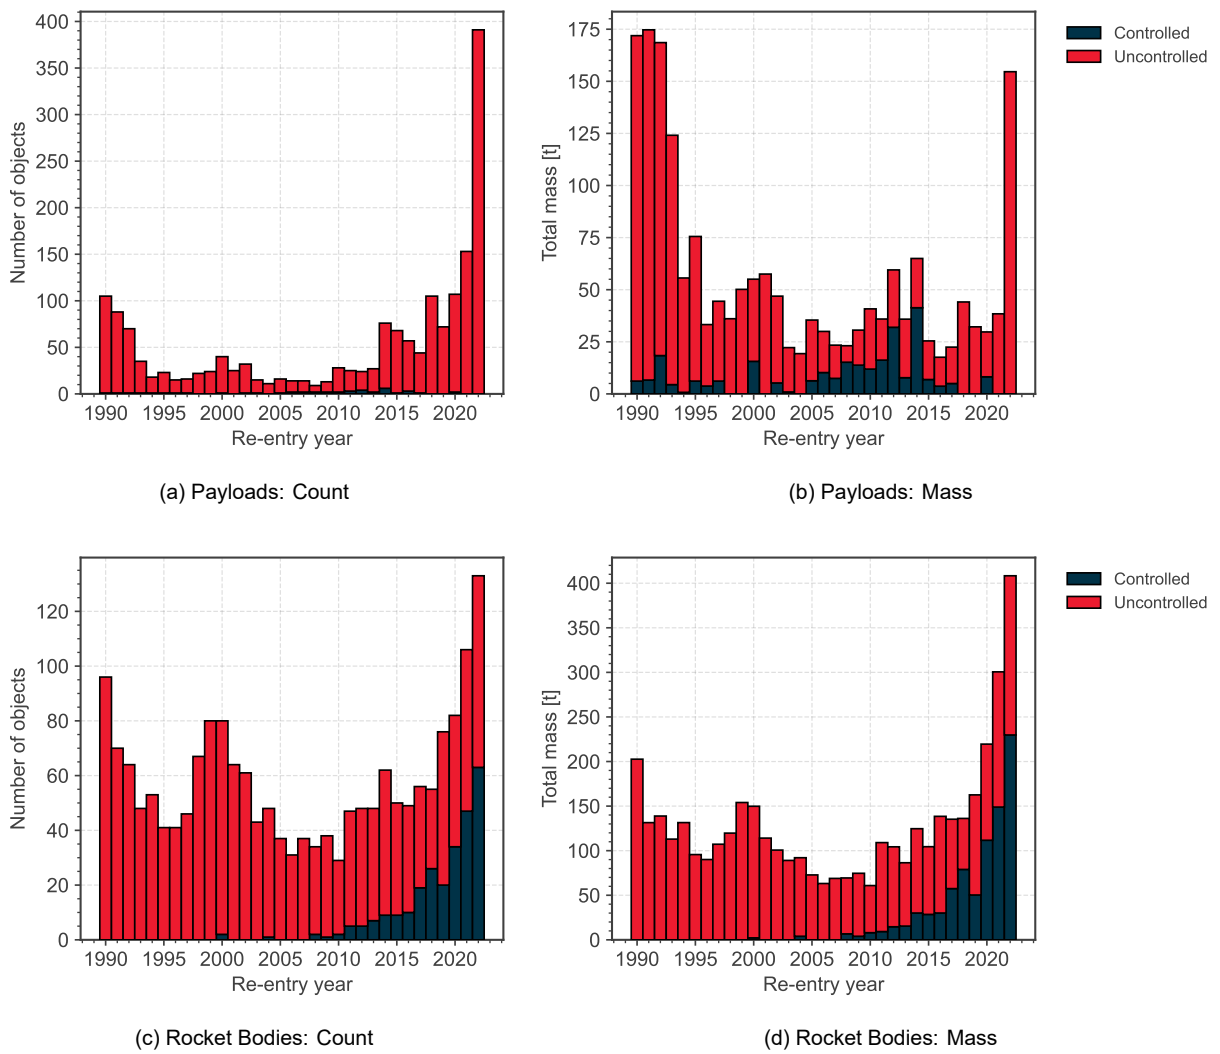 400
350
300
250
200
150
100
50
0
Number of objects
1990 1995 2000 2005 2010 2015 2020
Re-entry year
(a) Payloads: Count
175
150
125
100
75
50
25
0
Total mass [t]
1990 1995 2000 2005 2010 2015 2020
Re-entry year
(b) Payloads: Mass
Controlled
Uncontrolled
120
100
80
60
40
20
0
Number of objects
1990 1995 2000 2005 2010 2015 2020
Re-entry year
(c) Rocket Bodies: Count
400
350
300
250
200
150
100
50
0
Total mass [t]
1990 1995 2000 2005 2010 2015 2020
Re-entry year
(d) Rocket Bodies: Mass
Controlled
Uncontrolled